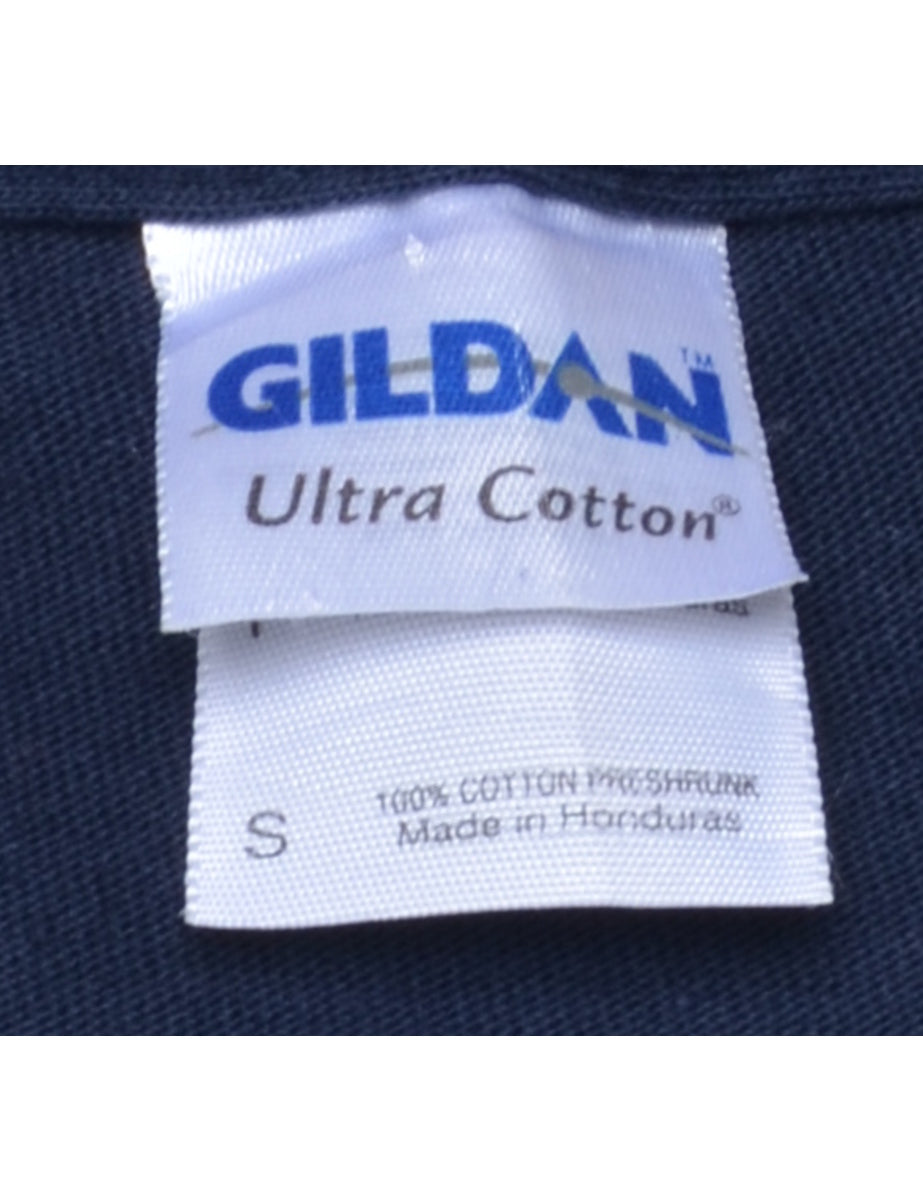 GILDAN™
Ultra Cotton®
S
100% COTTON PRESHRUNK
Made in Honduras